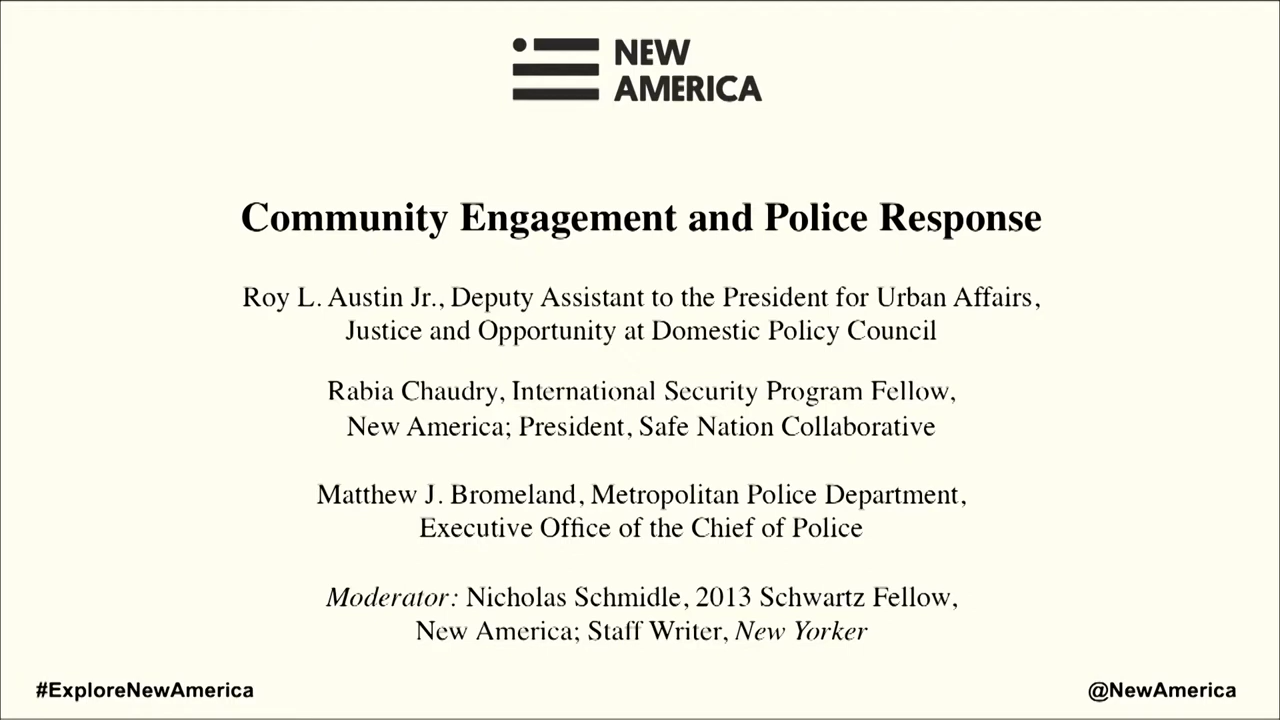 NEW
AMERICA
Community Engagement and Police Response
Roy L. Austin Jr., Deputy Assistant to the President for Urban Affairs,
Justice and Opportunity at Domestic Policy Council
Rabia Chaudry, International Security Program Fellow,
New America; President, Safe Nation Collaborative
Matthew J. Bromeland, Metropolitan Police Department,
Executive Office of the Chief of Police
Moderator: Nicholas Schmidle, 2013 Schwartz Fellow,
New America; Staff Writer, New Yorker
#ExploreNewAmerica
@NewAmerica